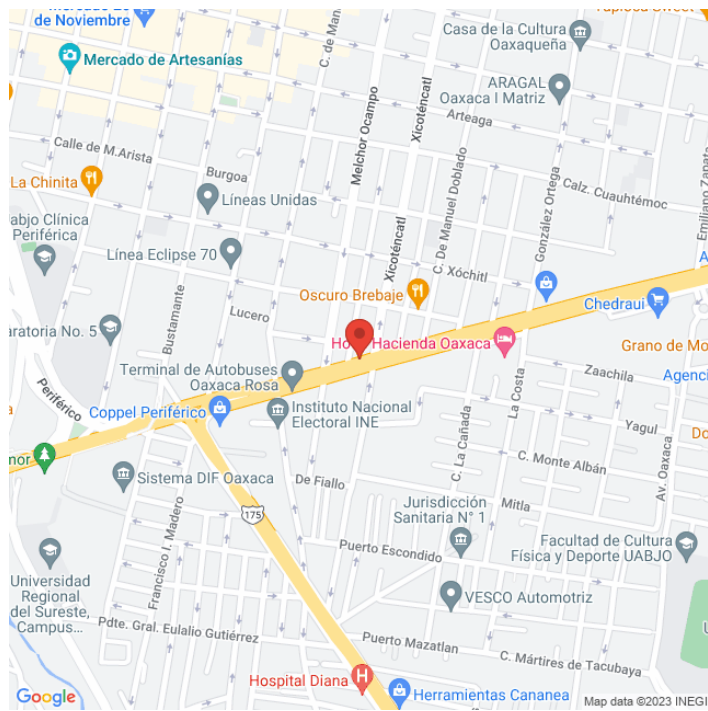 de Noviembre
Tapioca Sweet
Casa de la Cultura
Oaxaqueña
Mercado de Artesanías
C. de Man
ARAGAL
Oaxaca I Matriz
Melchor Ocampo
Xicoténcatl
Arteaga
Calle de M.Arista
Burgoa
La Chinita
Líneas Unidas
C. De Manuel Doblado
González Ortega
Calz. Cuauhtémoc
Emiliano Zapata
abjo Clínica
Periférica
Línea Eclipse 70
Xicoténcatl
Xóchitl
Oscuro Brebaje
Bustamante
Lucero
Chedraui
aratoria No. 5
Hacienda Oaxaca
Grano de Mo
Terminal de Autobuses
Oaxaca Rosa
Zaachila
Agenci
Periférico
Coppel Periférico
Instituto Nacional
Electoral INE
La Costa
Yagul
Do
mor
C. La Cañada
C. Monte Albán
Av. Oaxaca
Sistema DIF Oaxaca
De Fiallo
Mitla
175
Jurisdicción
Sanitaria N° 1
Francisco I. Madero
Puerto Escondido
Facultad de Cultura
Física y Deporte UABJO
Universidad
Regional
del Sureste,
Campus...
VESCO Automotriz
U
Pdte. Gral. Eulalio Gutiérrez
Puerto Mazatlan
C. Mártires de Tacubaya
Hospital Diana
H
Herramientas Cananea
Google
Map data ©2023 INEGI